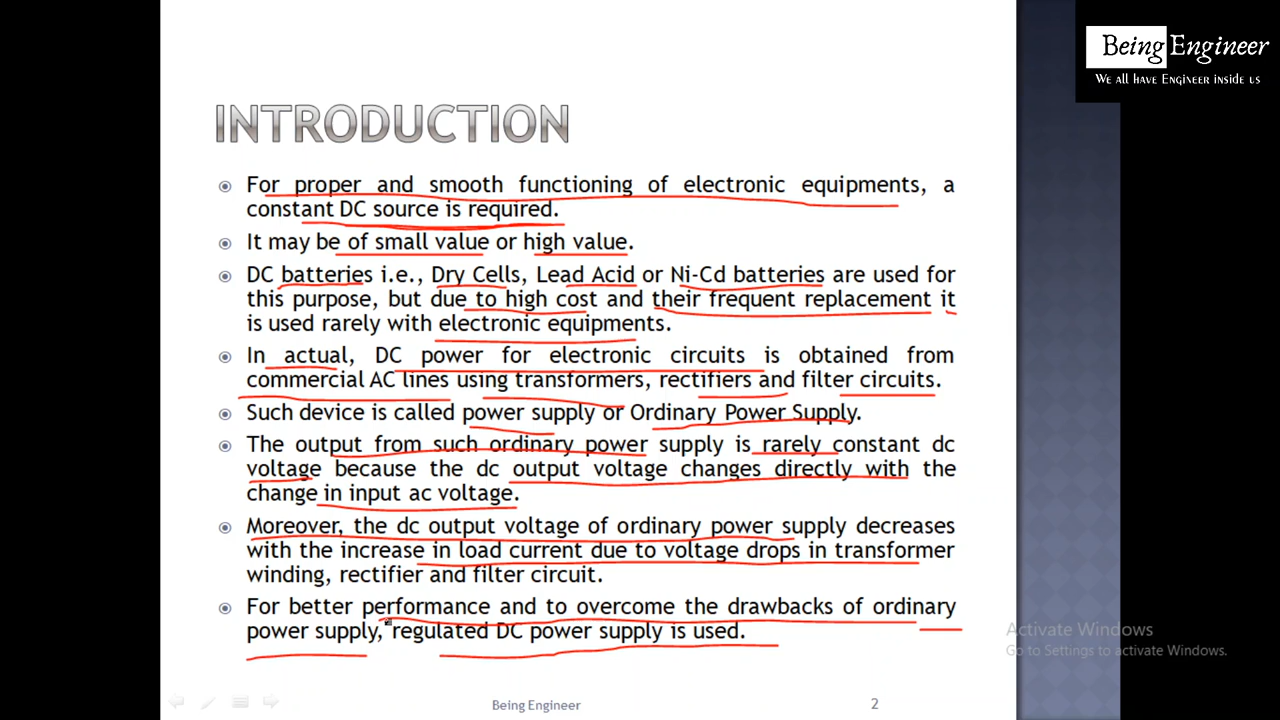 Being Engineer
We all have Engineer inside us
INTRODUCTION
For proper and smooth functioning of electronic equipments, a
constant DC source is required.
It may be of small value or high value.
DC batteries i.e., Dry Cells, Lead Acid or Ni-Cd batteries are used for
this purpose, but due to high cost and their frequent replacement it
is used rarely with electronic equipments.
In actual, DC power for electronic circuits is obtained from
commercial AC lines using transformers, rectifiers and filter circuits.
Such device is called power supply or Ordinary Power Supply.
The output from such ordinary power supply is rarely constant dc
voltage because the dc output voltage changes directly with the
change in input ac voltage.
Moreover, the dc output voltage of ordinary power supply decreases
with the increase in load current due to voltage drops in transformer
winding, rectifier and filter circuit.
For better performance and to overcome the drawbacks of ordinary
power supply, regulated DC power supply is used.
Activate Windows
Go to Settings to activate Windows.
Being Engineer
2